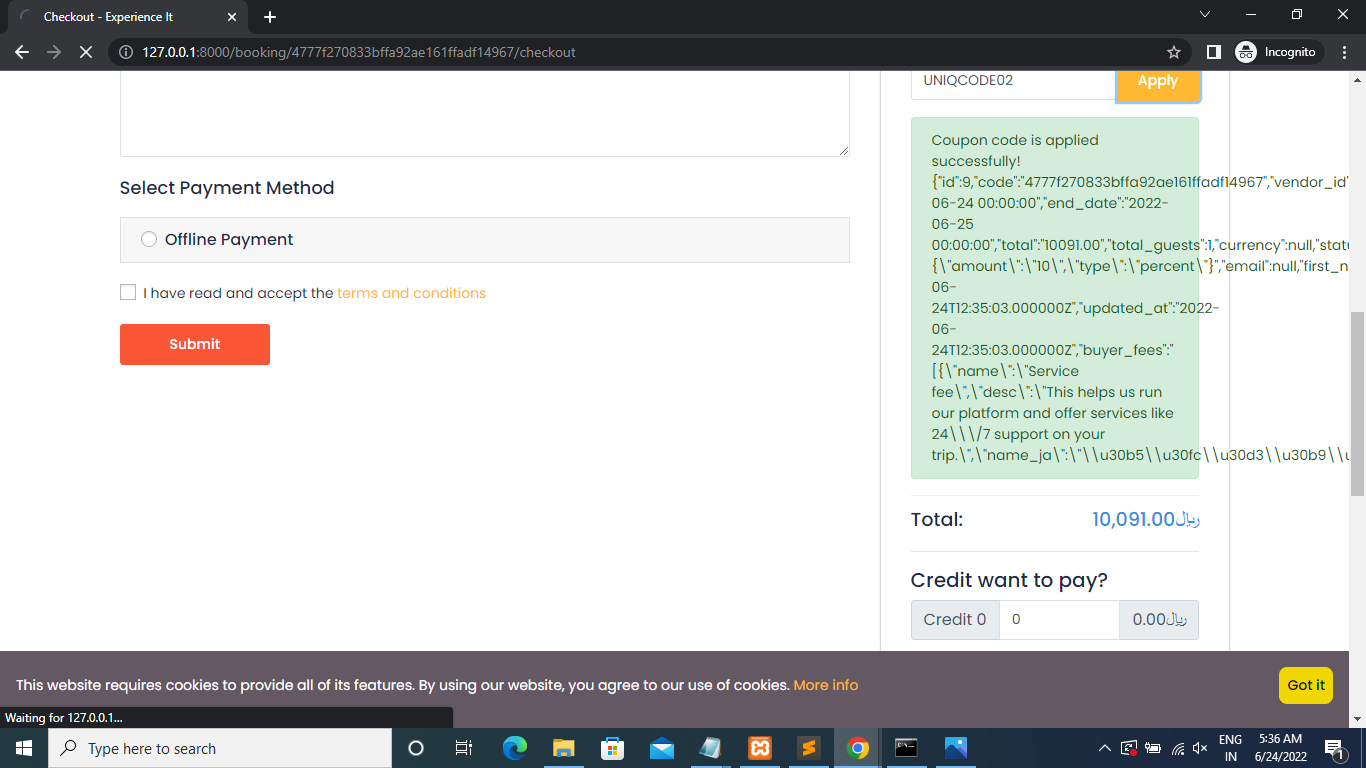 Checkout - Experience It
127.0.0.1:8000/booking/4777f270833bffa92ae161ffadf14967/checkout
Incognito
UNIQCODE02
Apply
Coupon code is applied
successfully!
{"id":9,"code":"4777f270833bffa92ae161ffadf14967","vendor_id"
06-24 00:00:00","end_date":"2022-
06-25
00:00:00","total":"10091.00","total_guests":1,"currency":null,"statu
{\"amount\":\"10\",\"type\":\"percent\"}","email":null,"first_n
06-
24T12:35:03.000000Z","updated_at":"2022-
06-
24T12:35:03.000000Z","buyer_fees":"
[{\"name\":\"Service
fee\",\"desc\":\"This helps us run
our platform and offer services like
24\\\/7 support on your
trip.\",\"name_ja\":\"\\u30b5\\u30fc\\u30d3\\u30b9\\u
Select Payment Method
Offline Payment
I have read and accept the terms and conditions
Submit
Total:
10,091.00﷼
Credit want to pay?
Credit 0
0
0.00﷼
This website requires cookies to provide all of its features. By using our website, you agree to our use of cookies. More info
Got it
Waiting for 127.0.0.1...
Type here to search
ENG
IN
5:36 AM
6/24/2022
1